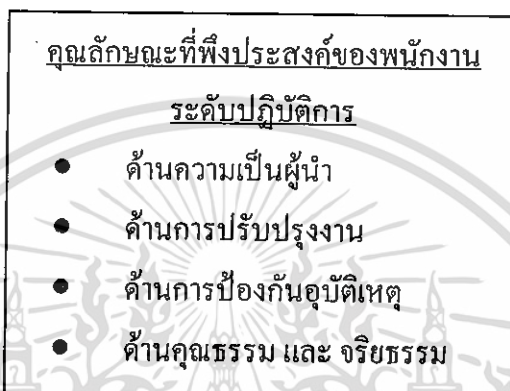 คุณลักษณะที่พึงประสงค์ของพนักงาน
ระดับปฏิบัติการ
• ด้านความเป็นผู้นำ
• ด้านการปรับปรุงงาน
• ด้านการป้องกันอุบัติเหตุ
• ด้านคุณธรรม และ จริยธรรม